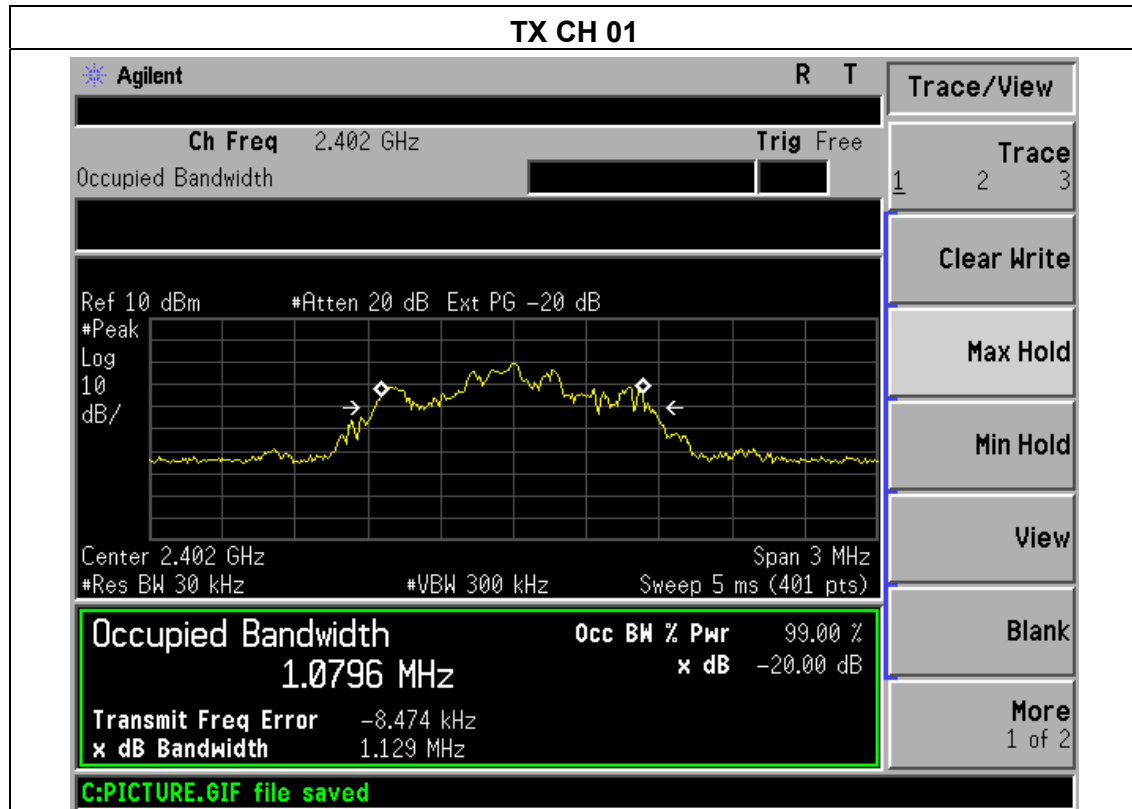 TX CH 01
Agilent
R T
Trace/View
Ch Freq 2.402 GHz
Trig Free
Occupied Bandwidth
Trace
1 2 3
Clear Write
Ref 10 dBm #Atten 20 dB Ext PG -20 dB
#Peak
Log
10
dB/
Max Hold
Min Hold
View
Center 2.402 GHz
Span 3 MHz
#Res BW 30 kHz #VBW 300 kHz Sweep 5 ms (401 pts)
Occupied Bandwidth
1.0796 MHz
Occ BW % Pwr 99.00 %
x dB -20.00 dB
Blank
Transmit Freq Error -8.474 kHz
x dB Bandwidth 1.129 MHz
More
1 of 2
C:PICTURE.GIF file saved